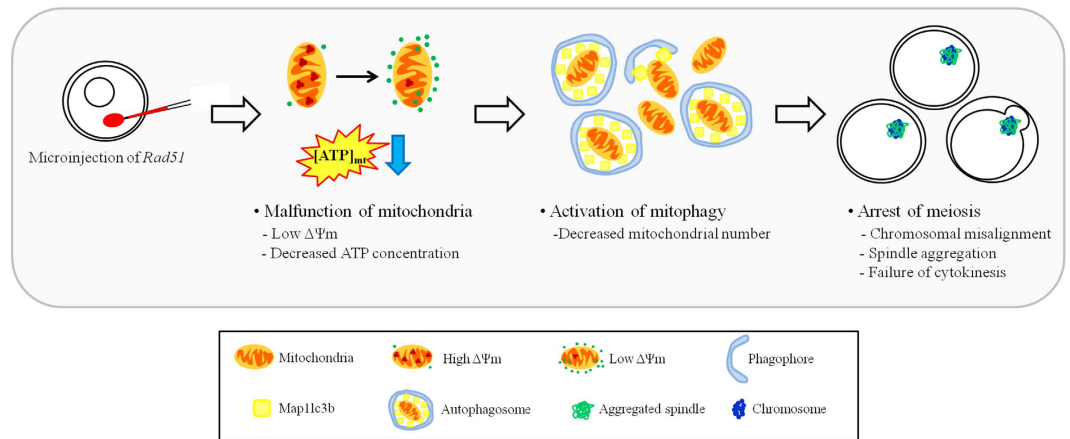 Microinjection of Rad51
[ATP]mt
• Malfunction of mitochondria
- Low ΔΨm
- Decreased ATP concentration
• Activation of mitophagy
-Decreased mitochondrial number
• Arrest of meiosis
- Chromosomal misalignment
- Spindle aggregation
- Failure of cytokinesis
Mitochondria
High ΔΨm
Low ΔΨm
Phagophore
Map1lc3b
Autophagosome
Aggregated spindle
Chromosome